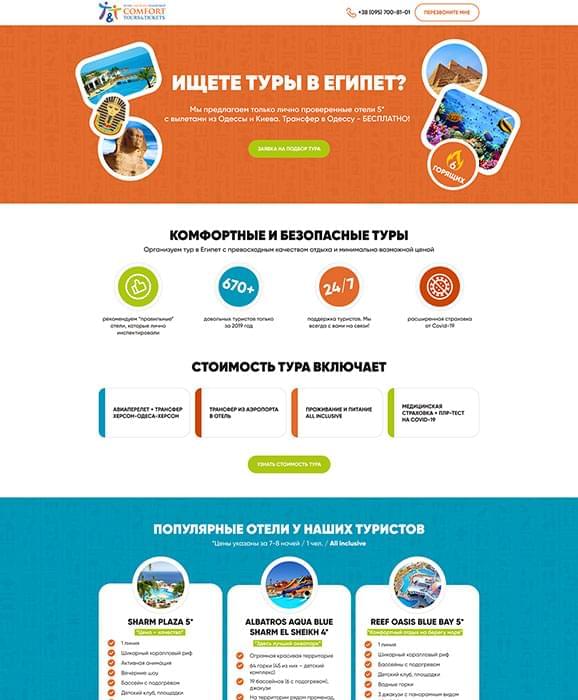 COMFORT
TOURS&TICKETS
+38 (095) 700-81-01
ПЕРЕЗВОНИТЕ МНЕ
ИЩЕТЕ ТУРЫ В ЕГИПЕТ?
Мы предлагаем только лично проверенные отели 5*
с вылетами из Одессы и Киева. Трансфер в Одессу - БЕСПЛАТНО!
ЗАЯВКА НА ПОДБОР ТУРА
6
ГОРЯЩИХ
КОМФОРТНЫЕ И БЕЗОПАСНЫЕ ТУРЫ
Организуем тур в Египет с превосходным качеством отдыха и минимально возможной ценой
670+
24/7
рекомендуем "правильные"
отели, которые лично
инспектировали
довольных туристов только
за 2019 год
поддержка туристов. Мы
всегда с вами на связи!
расширенная страховка
от Covid-19
СТОИМОСТЬ ТУРА ВКЛЮЧАЕТ
АВИАПЕРЕЛЕТ + ТРАНСФЕР
ХЕРСОН-ОДЕСА-ХЕРСОН
ТРАНСФЕР ИЗ АЭРОПОРТА
В ОТЕЛЬ
ПРОЖИВАНИЕ И ПИТАНИЕ
ALL INCLUSIVE
МЕДИЦИНСКАЯ
СТРАХОВКА + ПЛР-ТЕСТ
НА COVID-19
УЗНАТЬ СТОИМОСТЬ ТУРА
ПОПУЛЯРНЫЕ ОТЕЛИ У НАШИХ ТУРИСТОВ
*Цены указаны за 7-8 ночей / 1 чел. / All inclusive
SHARM PLAZA 5*
"Цена - качество"
1 линия
Шикарный коралловый риф
Активная анимация
Вечерние шоу
Бассейн с подогревом
Детский клуб, площадки
ALBATROS AQUA BLUE
SHARM EL SHEIKH 4*
"Здесь лучший аквапарк"
Огромная красивая территория
64 горки (45 из них – детский
комплекс)
19 бассейнов (6 с подогревом),
джакузи
На территории рядом променад,
REEF OASIS BLUE BAY 5*
"Комфортный отдых на берегу моря"
1 линия
Шикарный коралловый риф
Бассейны с подогревом
Детский клуб, площадки
Водные горки
3 джакузи с панорамным видом